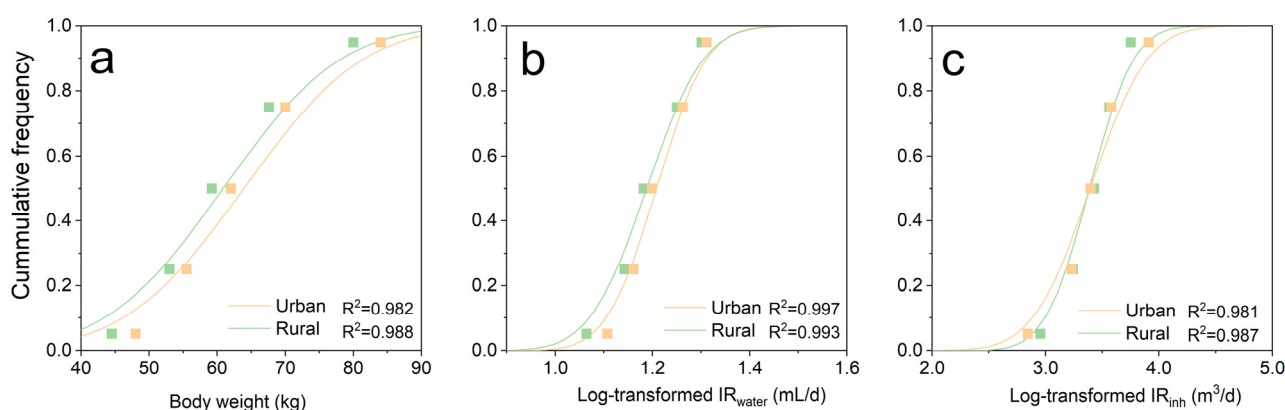 Cummulative frequency
a
1.0
0.8
0.6
0.4
0.2
0.0
Urban R²=0.982
Rural R²=0.988
40 50 60 70 80 90
Body weight (kg)
b
1.0
0.8
0.6
0.4
0.2
0.0
Urban R²=0.997
Rural R²=0.993
1.0 1.2 1.4 1.6
Log-transformed IR_water (mL/d)
c
1.0
0.8
0.6
0.4
0.2
0.0
Urban R²=0.981
Rural R²=0.987
2.0 3.0 4.0 5.0
Log-transformed IR_inh (m³/d)